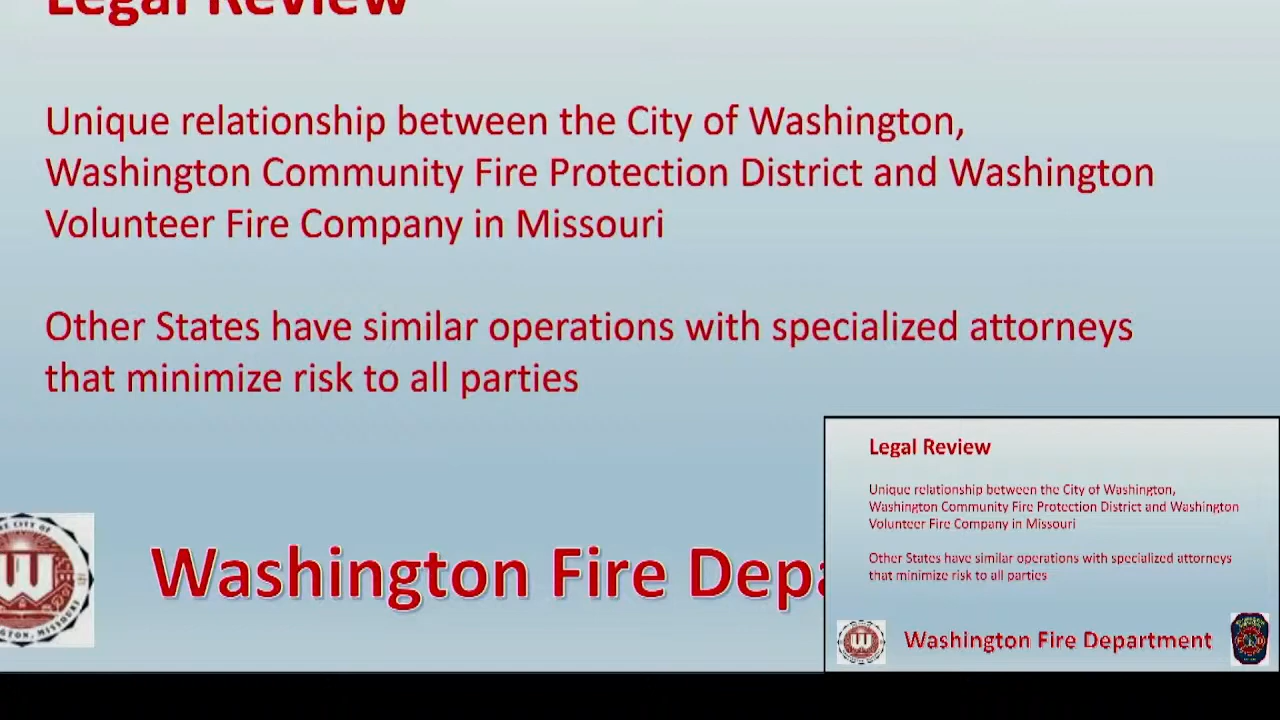 Legal Review
Unique relationship between the City of Washington,
Washington Community Fire Protection District and Washington
Volunteer Fire Company in Missouri
Other States have similar operations with specialized attorneys
that minimize risk to all parties
Washington Fire Depa
Legal Review
Unique relationship between the City of Washington,
Washington Community Fire Protection District and Washington
Volunteer Fire Company in Missouri
Other States have similar operations with specialized attorneys
that minimize risk to all parties
Washington Fire Department